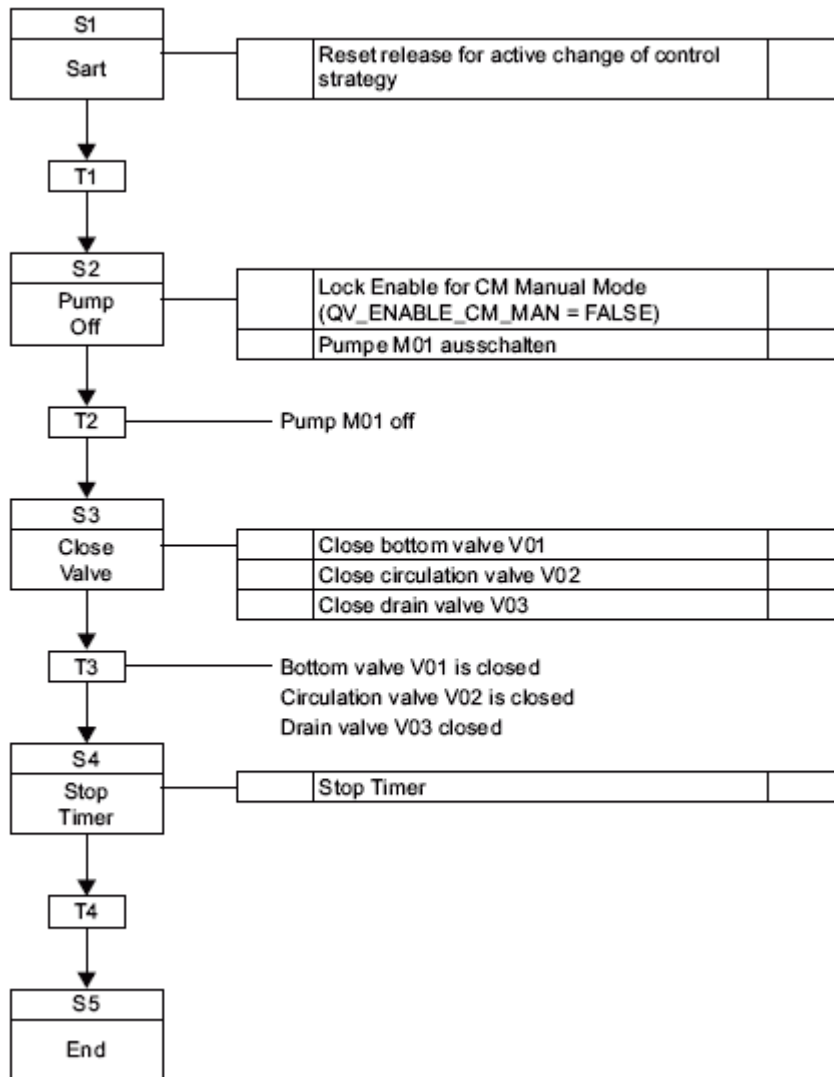 S1
Sart
Reset release for active change of control
strategy
T1
S2
Pump
Off
Lock Enable for CM Manual Mode
(QV_ENABLE_CM_MAN = FALSE)
Pumpe M01 ausschalten
T2
Pump M01 off
S3
Close
Valve
Close bottom valve V01
Close circulation valve V02
Close drain valve V03
T3
Bottom valve V01 is closed
Circulation valve V02 is closed
Drain valve V03 closed
S4
Stop
Timer
Stop Timer
T4
S5
End